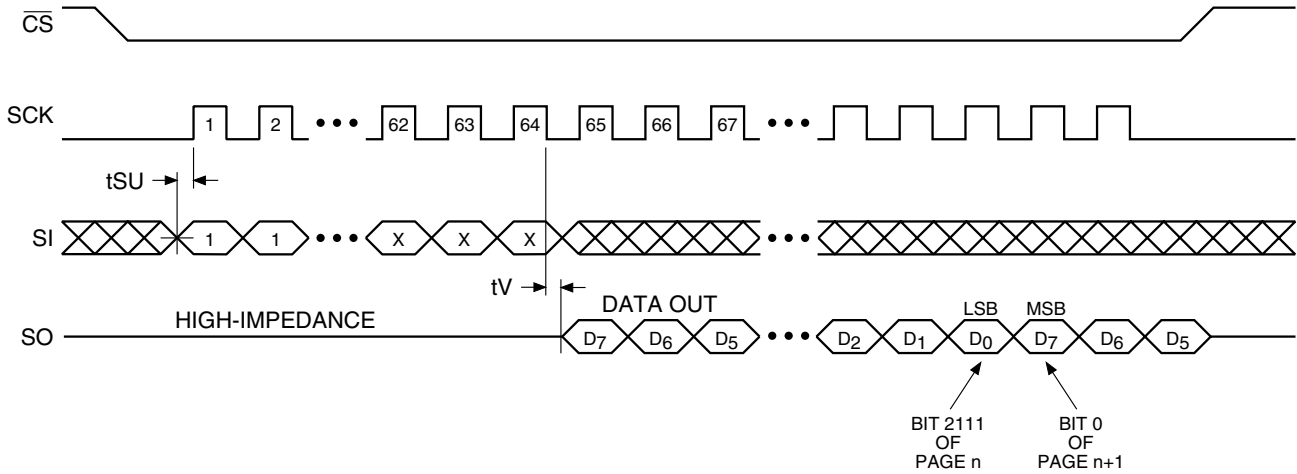 CS
SCK 1 2 ••• 62 63 64 65 66 67 •••
tSU
SI 1 1 ••• X X X •••
tV
DATA OUT
HIGH-IMPEDANCE
LSB MSB
SO D7 D6 D5 ••• D2 D1 D0 D7 D6 D5
BIT 2111
OF
PAGE n
BIT 0
OF
PAGE n+1